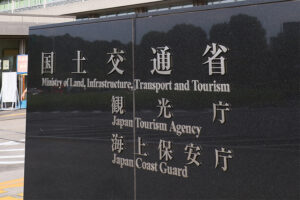 国土交通省
Ministry of Land, Infrastructure, Transport and Tourism
観光庁
Japan Tourism Agency
海上保安庁
Japan Coast Guard